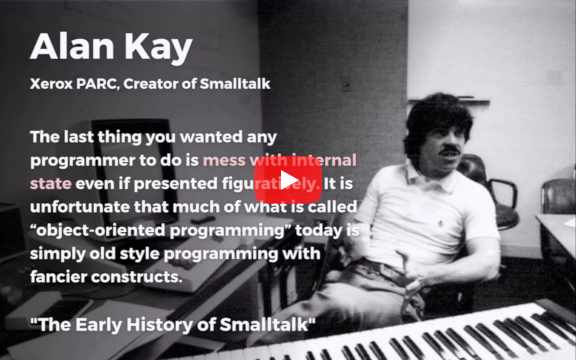 Alan Kay
Xerox PARC, Creator of Smalltalk
The last thing you wanted any
programmer to do is mess with internal
state even if presented figuratively. It is
unfortunate that much of what is called
“object-oriented programming” today is
simply old style programming with
fancier constructs.
"The Early History of Smalltalk"